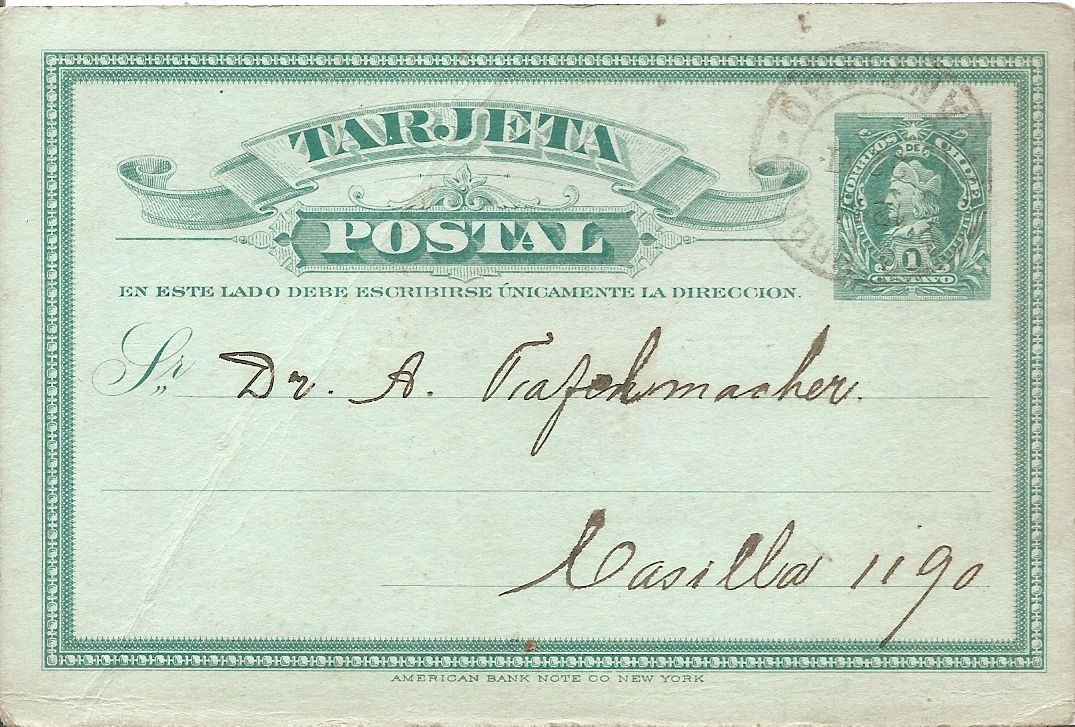 TARJETA
POSTAL
CORREOS DE CHILE
1
CENTAVO
EN ESTE LADO DEBE ESCRIBIRSE ÚNICAMENTE LA DIRECCION.
Sr Dr. A.
Casilla 1190
AMERICAN BANK NOTE CO NEW YORK